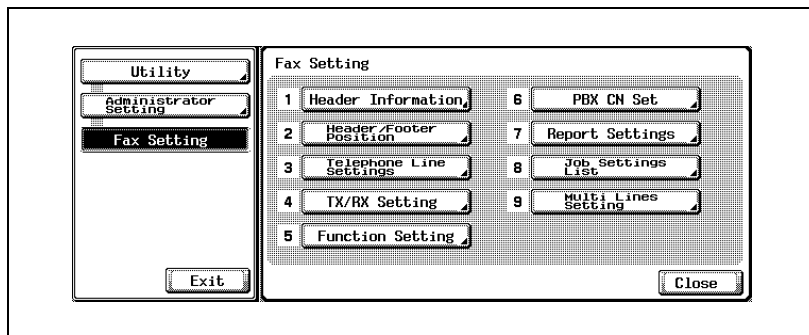 Utility
Administrator
Setting
Fax Setting
Exit
Fax Setting
1 Header Information
2 Header/Footer
Position
3 Telephone Line
Settings
4 TX/RX Setting
5 Function Setting
6 PBX CN Set
7 Report Settings
8 Job Settings
List
9 Multi Lines
Setting
Close